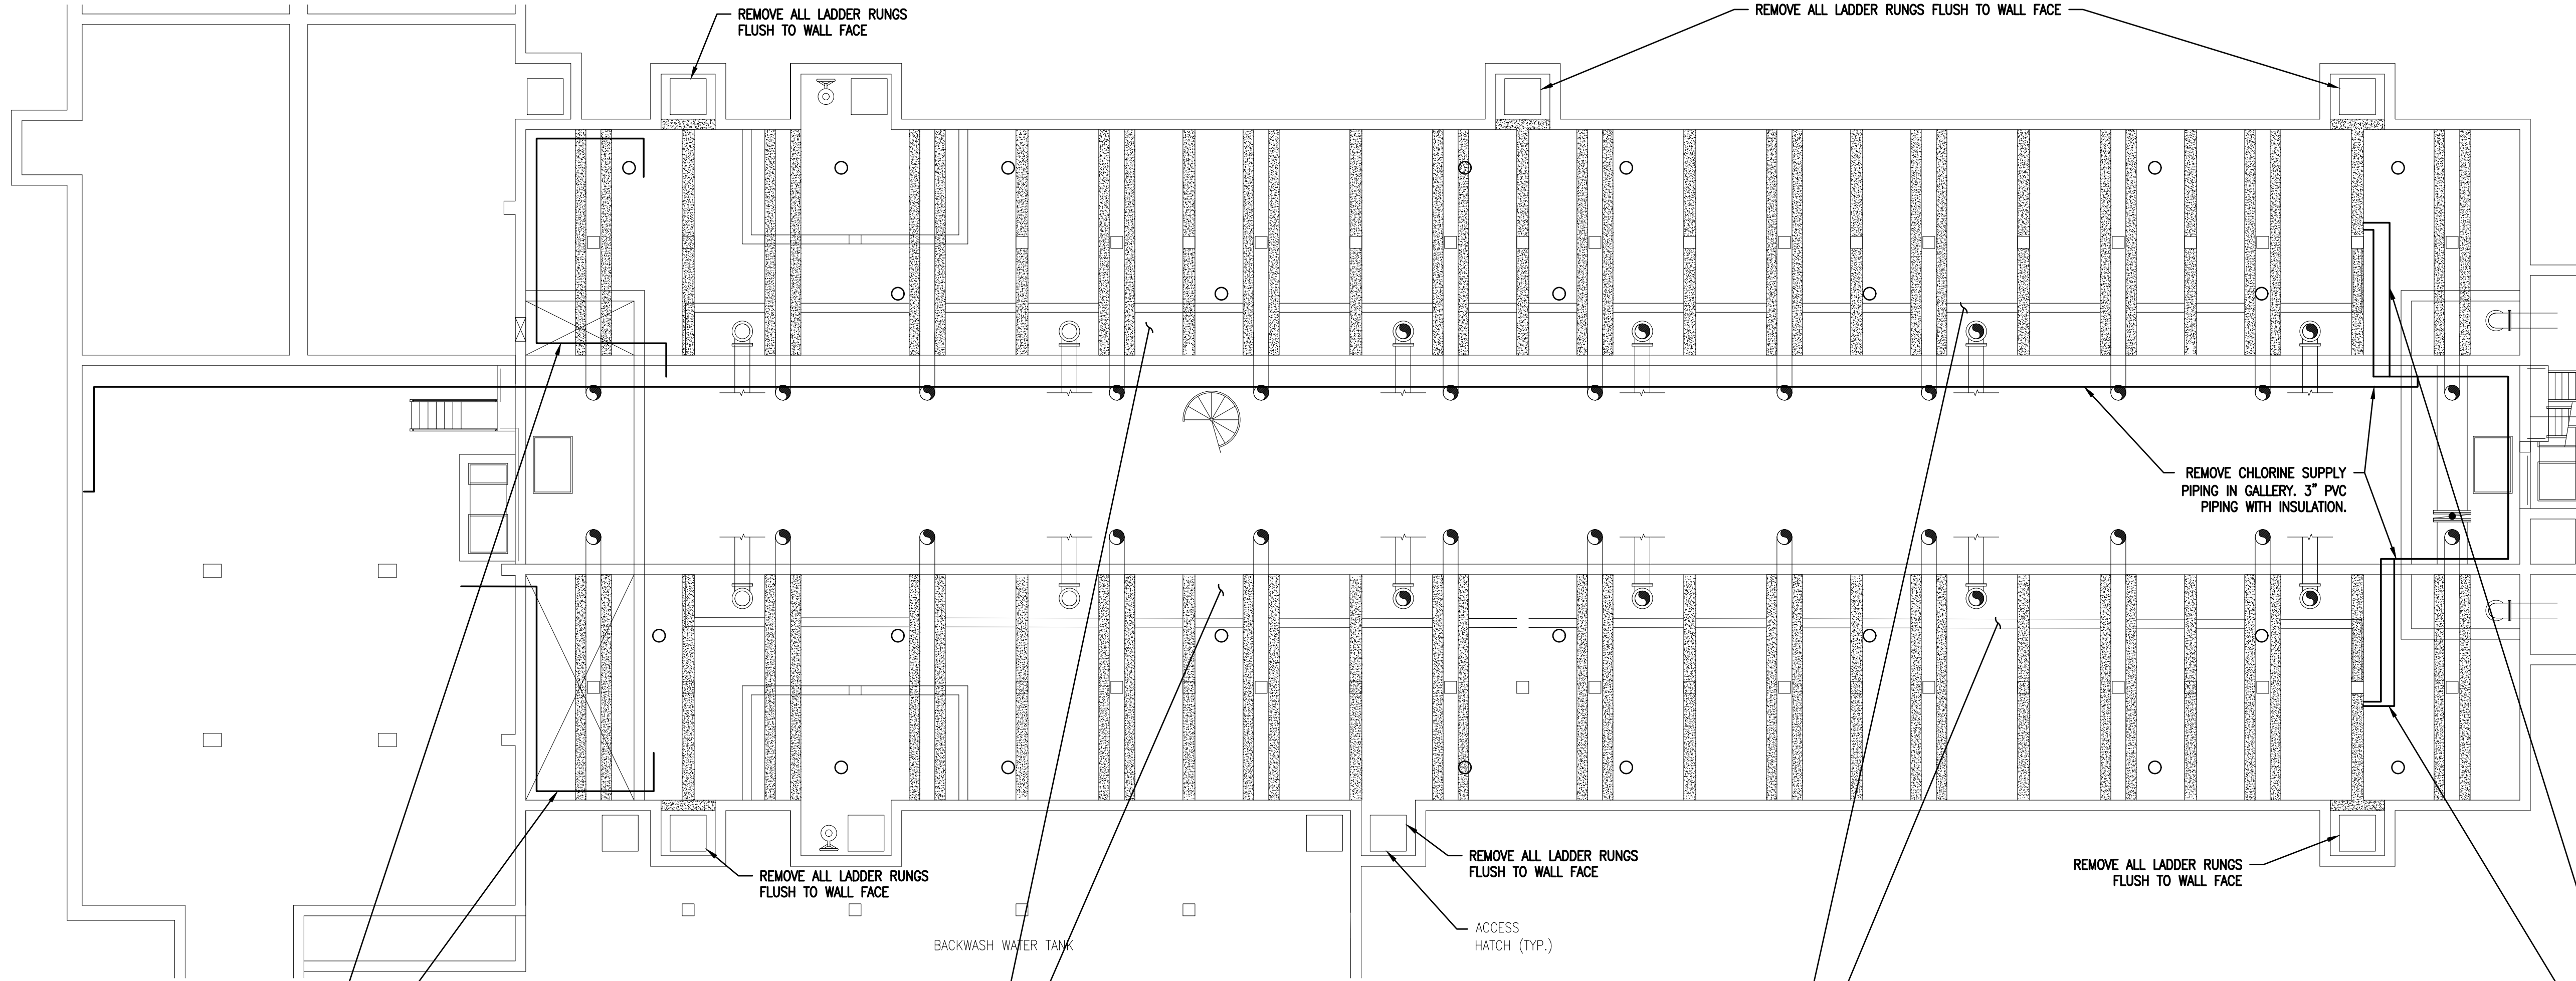 REMOVE ALL LADDER RUNGS
FLUSH TO WALL FACE
REMOVE ALL LADDER RUNGS FLUSH TO WALL FACE
REMOVE CHLORINE SUPPLY
PIPING IN GALLERY. 3" PVC
PIPING WITH INSULATION.
REMOVE ALL LADDER RUNGS
FLUSH TO WALL FACE
REMOVE ALL LADDER RUNGS
FLUSH TO WALL FACE
REMOVE ALL LADDER RUNGS
FLUSH TO WALL FACE
ACCESS
HATCH (TYP.)
BACKWASH WATER TANK